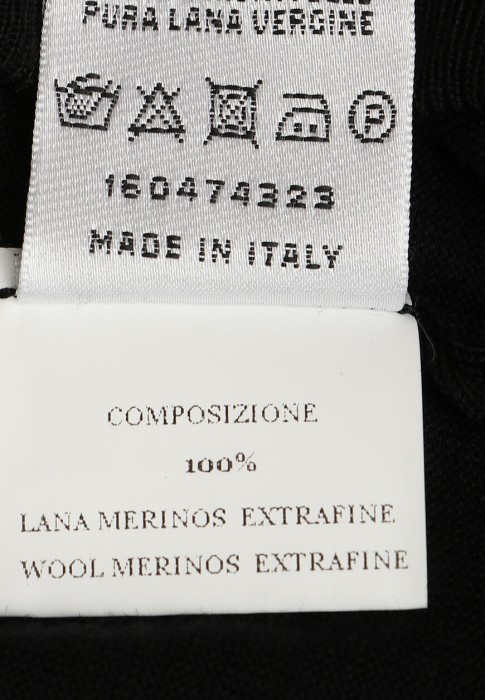 PURA LANA VERGINE
160474323
MADE IN ITALY
COMPOSIZIONE
100%
LANA MERINOS EXTRAFINE
WOOL MERINOS EXTRAFINE